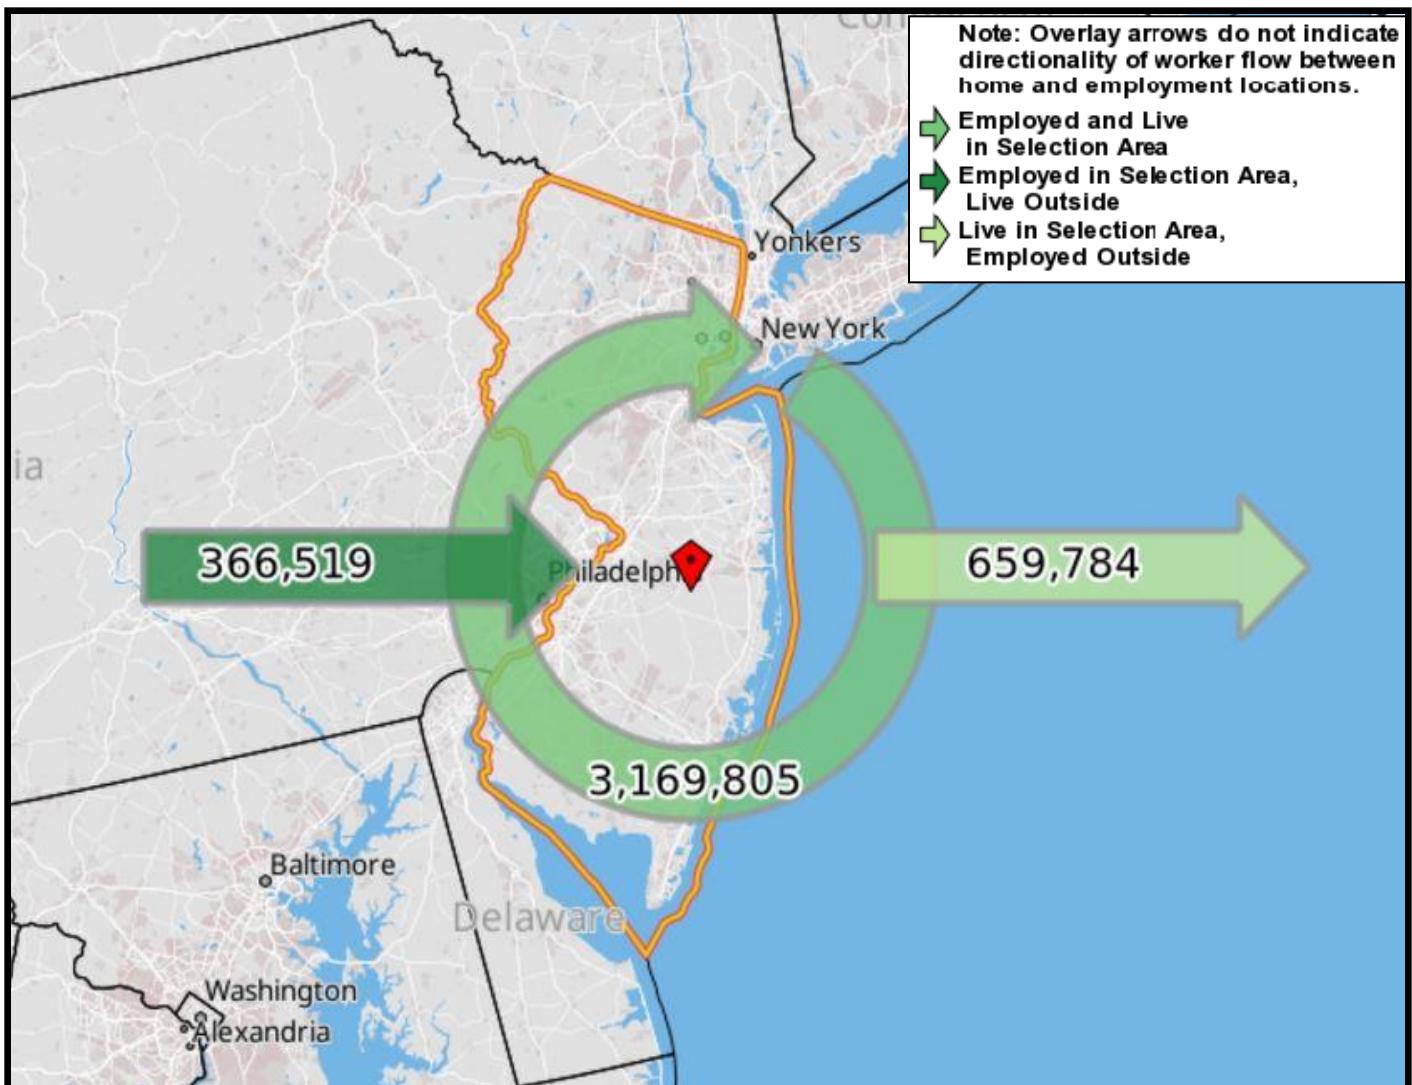 Note: Overlay arrows do not indicate
directionality of worker flow between
home and employment locations.
Employed and Live
in Selection Area
Employed in Selection Area,
Live Outside
Live in Selection Area,
Employed Outside
Yonkers
New York
ia
366,519
Philadelph
659,784
3,169,805
Baltimore
Delaware
Washington
Alexandria